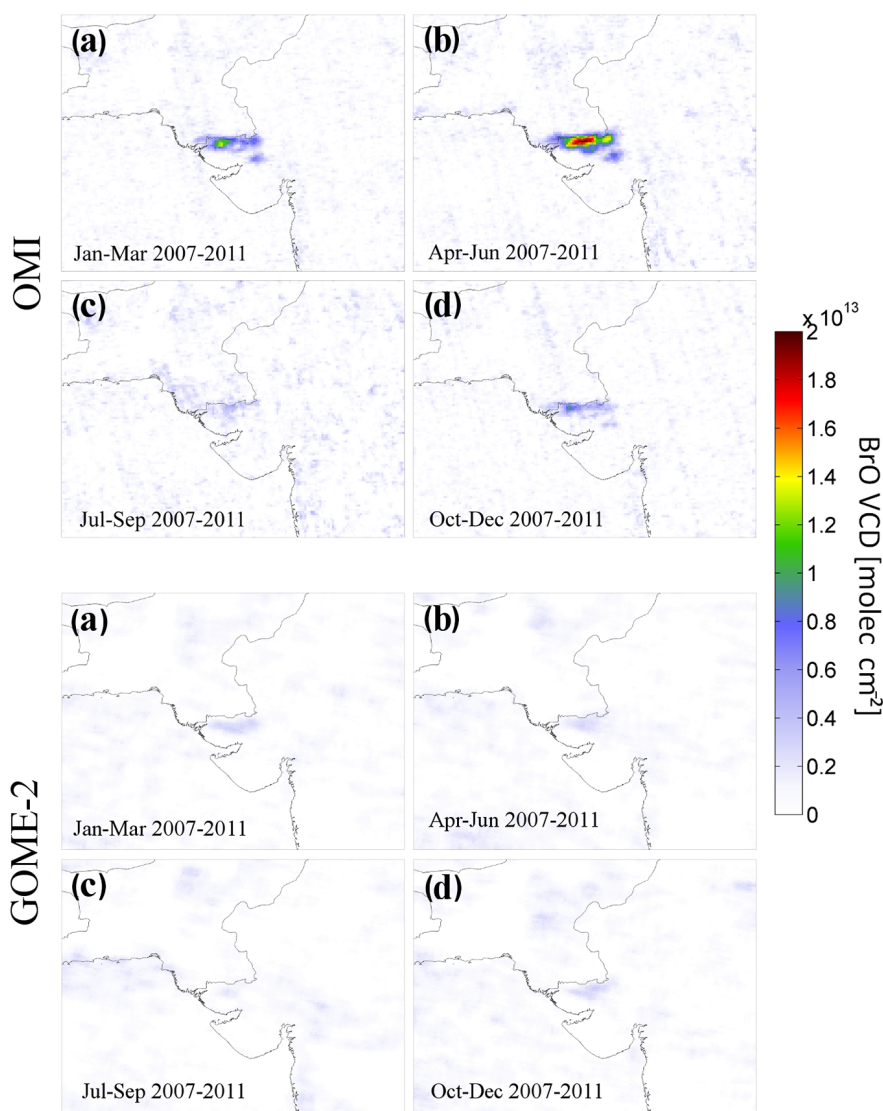 OMI
(a)
Jan-Mar 2007-2011
(b)
Apr-Jun 2007-2011
(c)
Jul-Sep 2007-2011
(d)
Oct-Dec 2007-2011
GOME-2
(a)
Jan-Mar 2007-2011
(b)
Apr-Jun 2007-2011
(c)
Jul-Sep 2007-2011
(d)
Oct-Dec 2007-2011
x 10^13
2
1.8
1.6
1.4
1.2
1
0.8
0.6
0.4
0.2
0
BrO VCD [molec cm^-2]